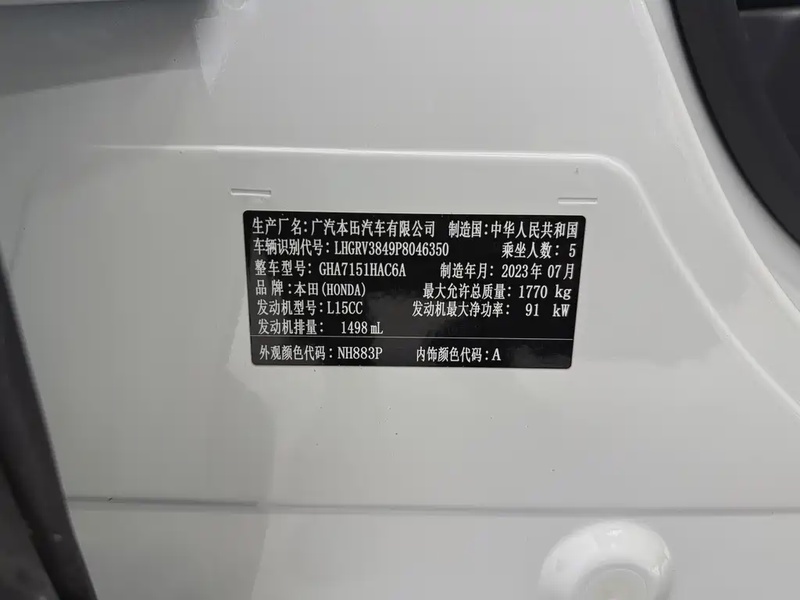 生产厂名:广汽本田汽车有限公司 制造国:中华人民共和国
车辆识别代号:LHGRV3849P8046350 乘坐人数: 5
整车型号: GHA7151HAC6A 制造年月:2023年 07月
品 牌:本田(HONDA) 最大允许总质量:1770 kg
发动机型号:L15CC 发动机最大净功率: 91 kW
发动机排量: 1498 mL
外观颜色代码: NH883P 内饰颜色代码:A